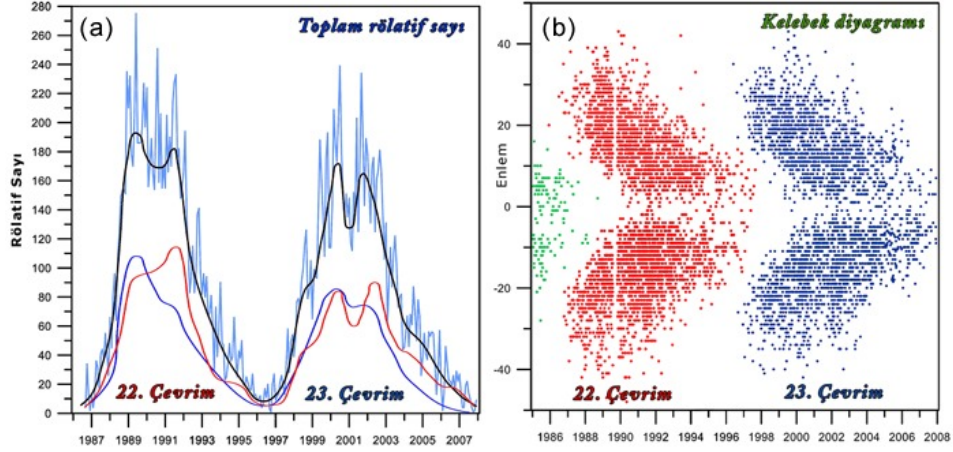 (a)
Toplam rölatif sayı
280
260
240
220
200
180
160
140
120
100
80
60
40
20
0
Rölatif Sayı
22. Çevrim
23. Çevrim
1987 1989 1991 1993 1995 1997 1999 2001 2003 2005 2007
(b)
Kelebek diyagramı
40
20
0
-20
-40
Enlem
22. Çevrim
23. Çevrim
1986 1988 1990 1992 1994 1996 1998 2000 2002 2004 2006 2008